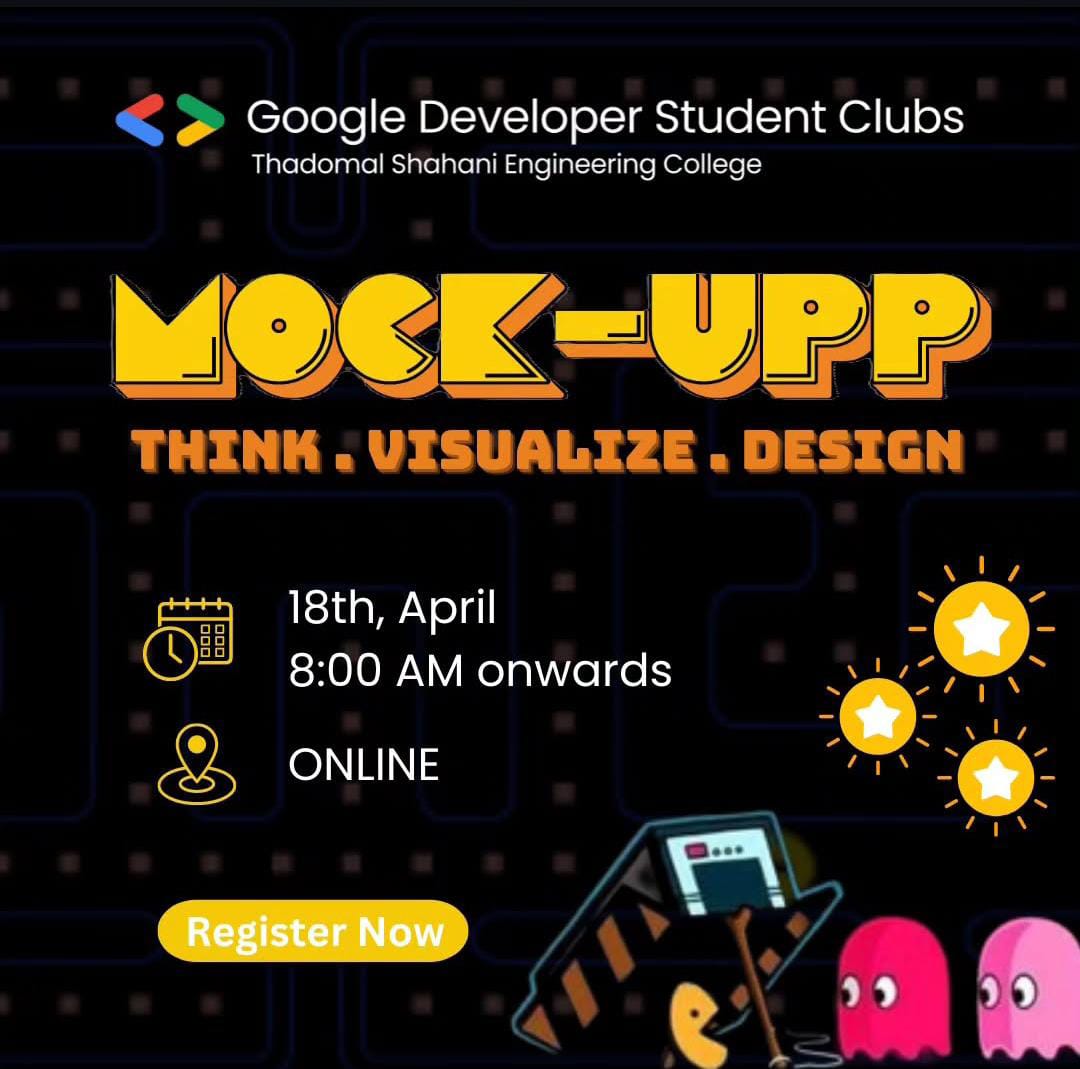 Google Developer Student Clubs
Thadomal Shahani Engineering College
MOCK-UPP
THINK . VISUALIZE . DESIGN
18th, April
8:00 AM onwards
ONLINE
Register Now